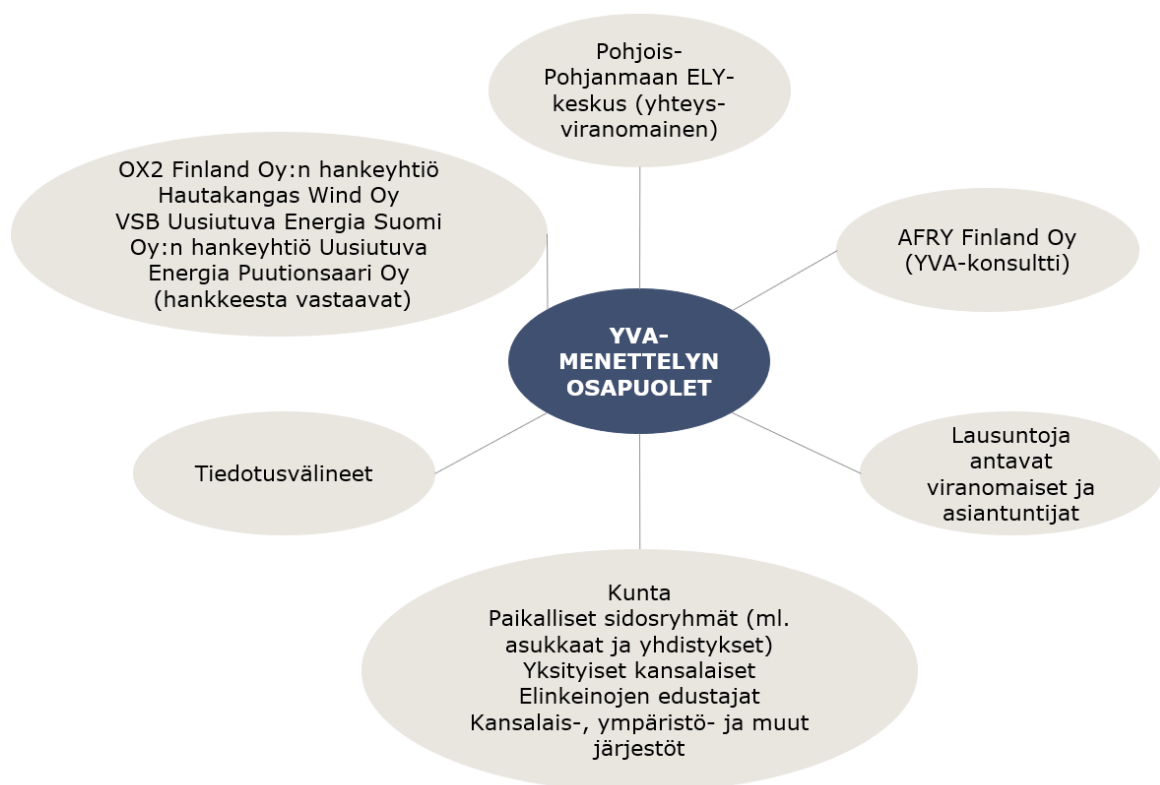 Pohjois-
Pohjanmaan ELY-
keskus (yhteys-
viranomainen)
OX2 Finland Oy:n hankeyhtiö
Hautakangas Wind Oy
VSB Uusiutuva Energia Suomi
Oy:n hankeyhtiö Uusiutuva
Energia Puutionsaari Oy
(hankkeesta vastaavat)
AFRY Finland Oy
(YVA-konsultti)
YVA-
MENETTELYN
OSAPUOLET
Tiedotusvälineet
Lausuntoja
antavat
viranomaiset ja
asiantuntijat
Kunta
Paikalliset sidosryhmät (ml.
asukkaat ja yhdistykset)
Yksityiset kansalaiset
Elinkeinojen edustajat
Kansalais-, ympäristö- ja muut
järjestöt